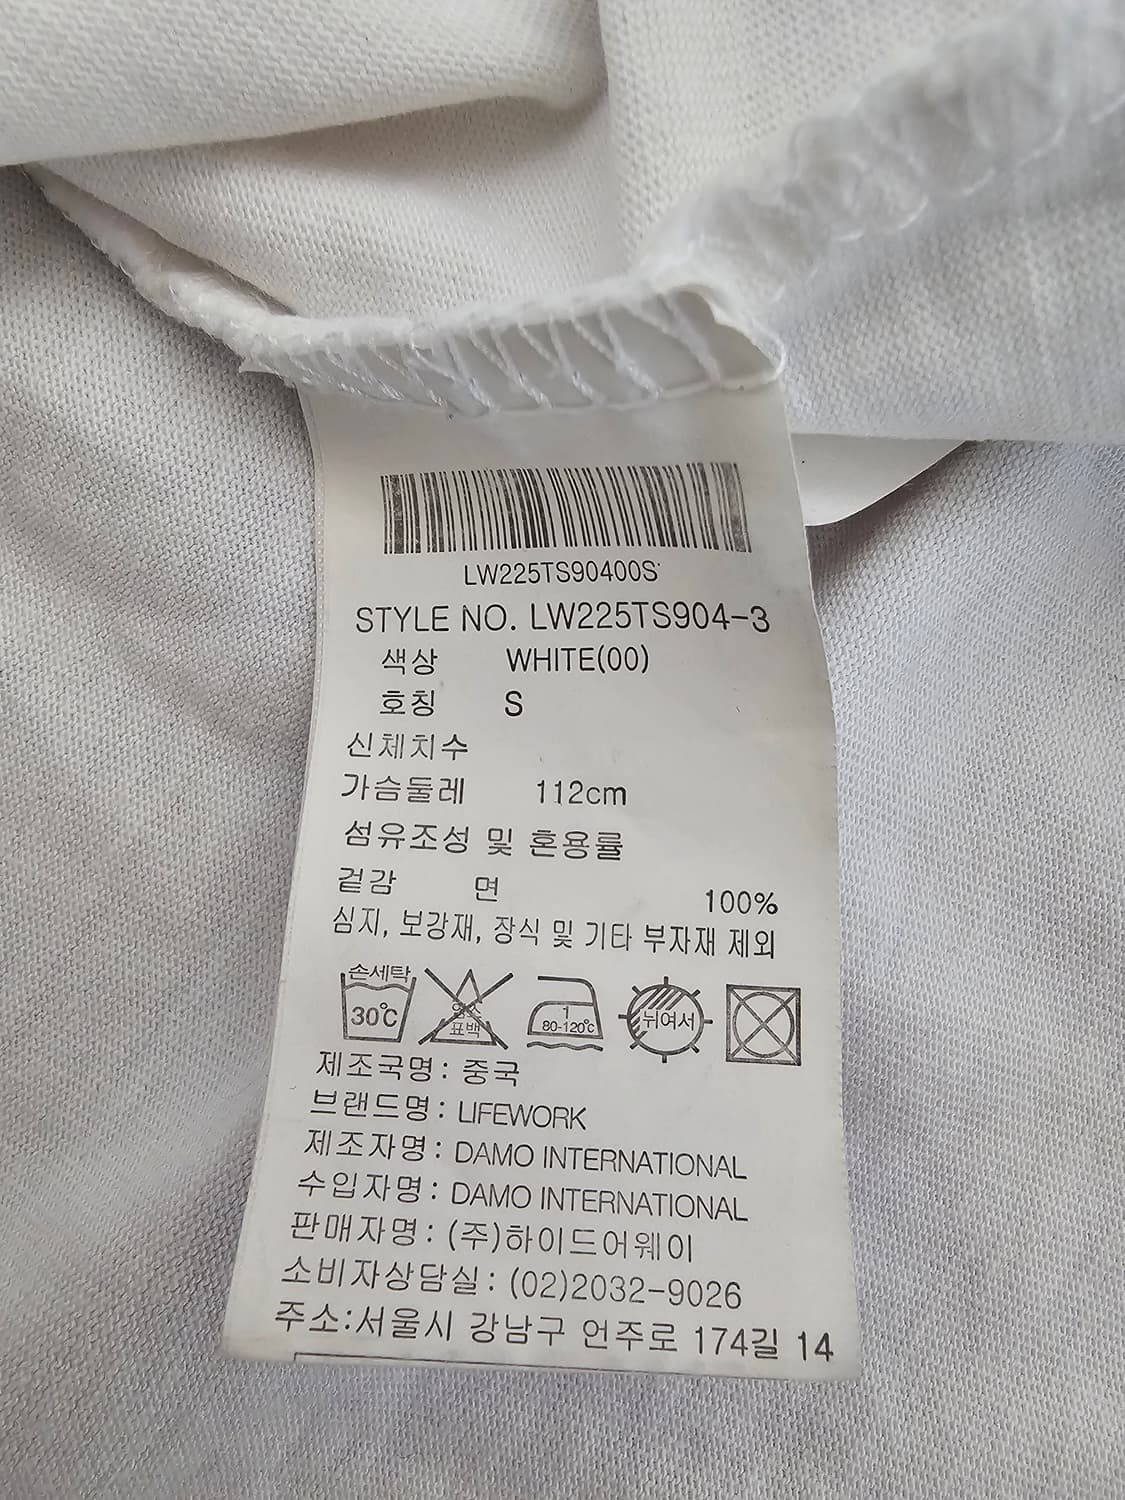 LW225TS90400S
STYLE NO. LW225TS904-3
색상 WHITE(00)
호칭 S
신체치수
가슴둘레 112cm
섬유조성 및 혼용률
겉감 면 100%
심지, 보강재, 장식 및 기타 부자재 제외
손세탁
30℃
염소
표백
1
80-120℃
뉘여서
제조국명: 중국
브랜드명: LIFEWORK
제조자명: DAMO INTERNATIONAL
수입자명: DAMO INTERNATIONAL
판매자명: (주)하이드어웨이
소비자상담실: (02)2032-9026
주소:서울시 강남구 언주로 174길 14